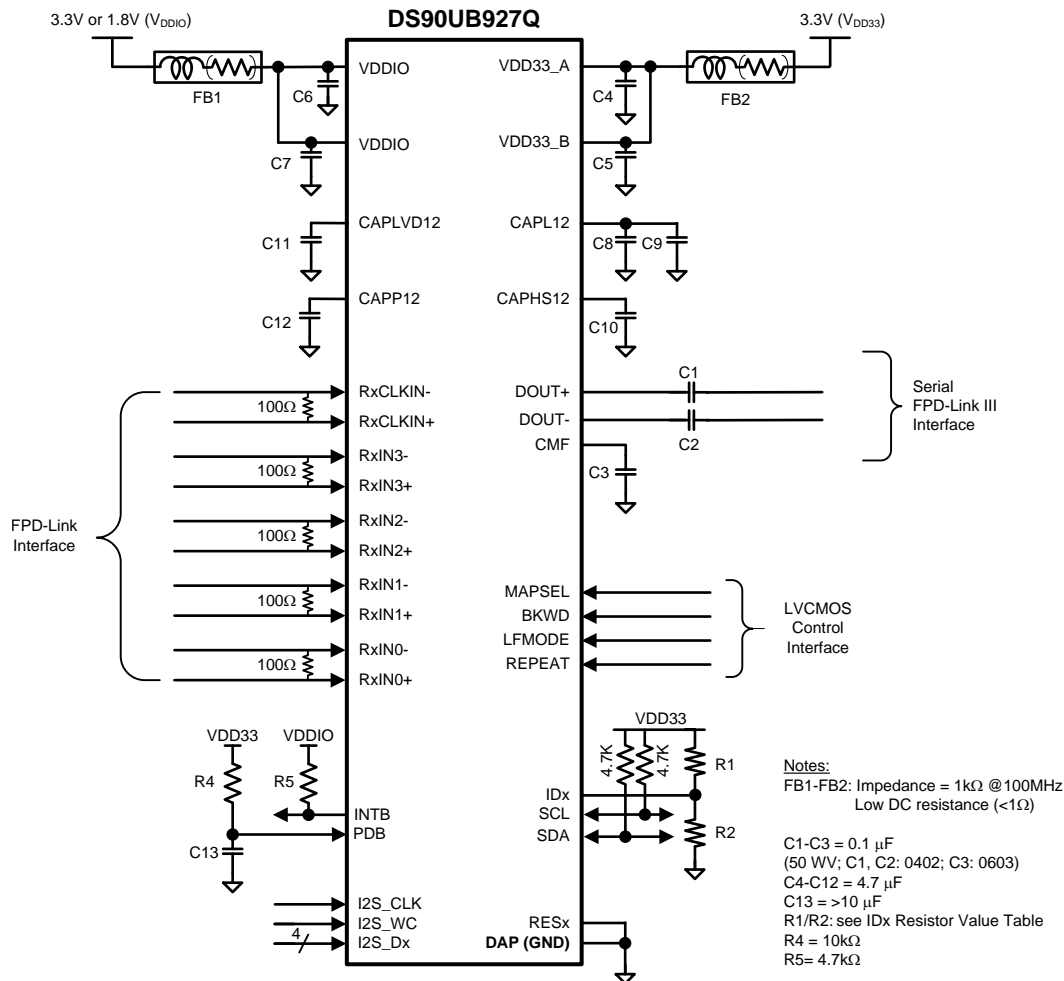 DS90UB927Q
3.3V or 1.8V (VDDIO)
3.3V (VDD33)
FB1
C6
VDDIO
VDD33_A
C4
FB2
C7
VDDIO
VDD33_B
C5
C11
CAPLVD12
CAPL12
C8
C9
C12
CAPP12
CAPHS12
C10
FPD-Link
Interface
100Ω
RxCLKIN-
RxCLKIN+
100Ω
RxIN3-
RxIN3+
100Ω
RxIN2-
RxIN2+
100Ω
RxIN1-
RxIN1+
100Ω
RxIN0-
RxIN0+
DOUT+
DOUT-
CMF
C1
C2
C3
Serial
FPD-Link III
Interface
MAPSEL
BKWD
LFMODE
REPEAT
LVCMOS
Control
Interface
VDD33
VDDIO
R4
R5
INTB
PDB
C13
VDD33
4.7K
4.7K
R1
IDx
SCL
SDA
R2
I2S_CLK
I2S_WC
I2S_Dx
4
RESx
DAP (GND)
Notes:
FB1-FB2: Impedance = 1kΩ @100MHz
Low DC resistance (<1Ω)
C1-C3 = 0.1 μF
(50 WV; C1, C2: 0402; C3: 0603)
C4-C12 = 4.7 μF
C13 = >10 μF
R1/R2: see IDx Resistor Value Table
R4 = 10kΩ
R5= 4.7kΩ